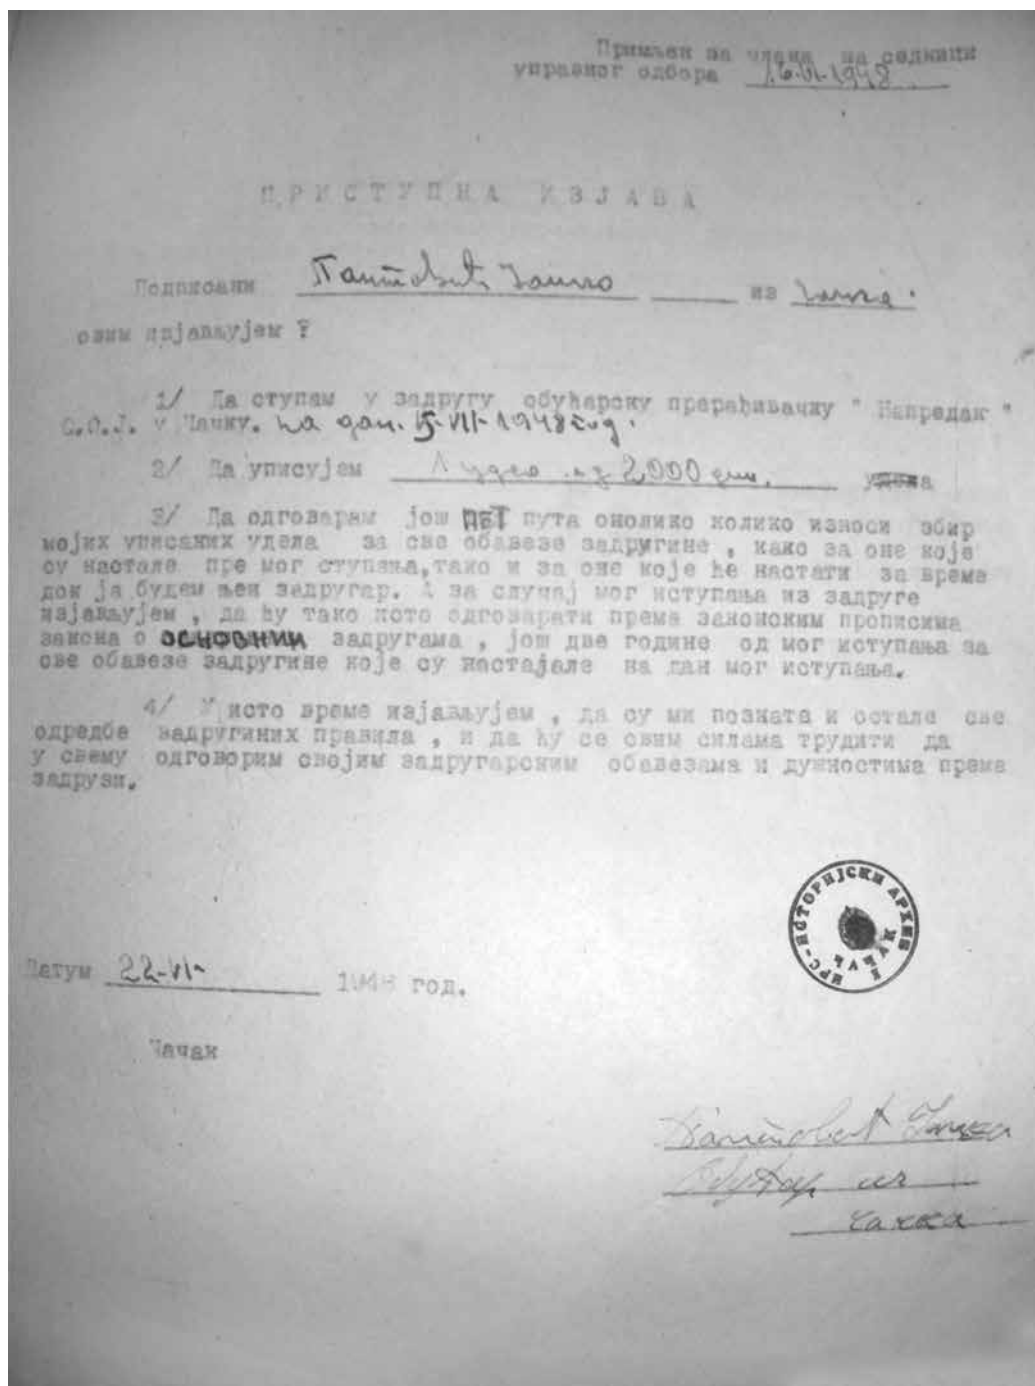 Примљен за члана на седници
управног одбора 16-VI-1948
ПРИСТУПНА ИЗЈАВА
Подписани из Чачка.
овим изјављујем ?
1/ Да ступам у задругу обућарску прерађивачку " Напредак "
С.О.Ј. у Чачку. на дан. 15-VII-1948 год.
2/ Да уписујем 1 удео од 2.000 дин. удела
3/ Да одговарам још ПЕТ пута онолико колико износи збир
мојих уписаних удела за све обавезе задругине , како за оне које
су настале пре мог ступања,тако и за оне које ће настати за време
док ја будем њен задругар. А за случај мог иступања из задруге
изјављујем , да ћу тако исто одговарати према законским прописима
закона о ОСНОВНИМ задругама , још две године од мог иступања за
све обавезе задругине које су настајале на дан мог иступања.
4/ У исто време изјављујем , да су ми позната и остале све
одредбе задругиних правила , и да ћу се свим силама трудити да
у свему одговорим својим задругарским обавезама и дужностима према
задрузи.
ИСТОРИЈСКИ АРХИВ
Датум 22-VI- 1948 год.
Чачак
Обућар из
Чачка